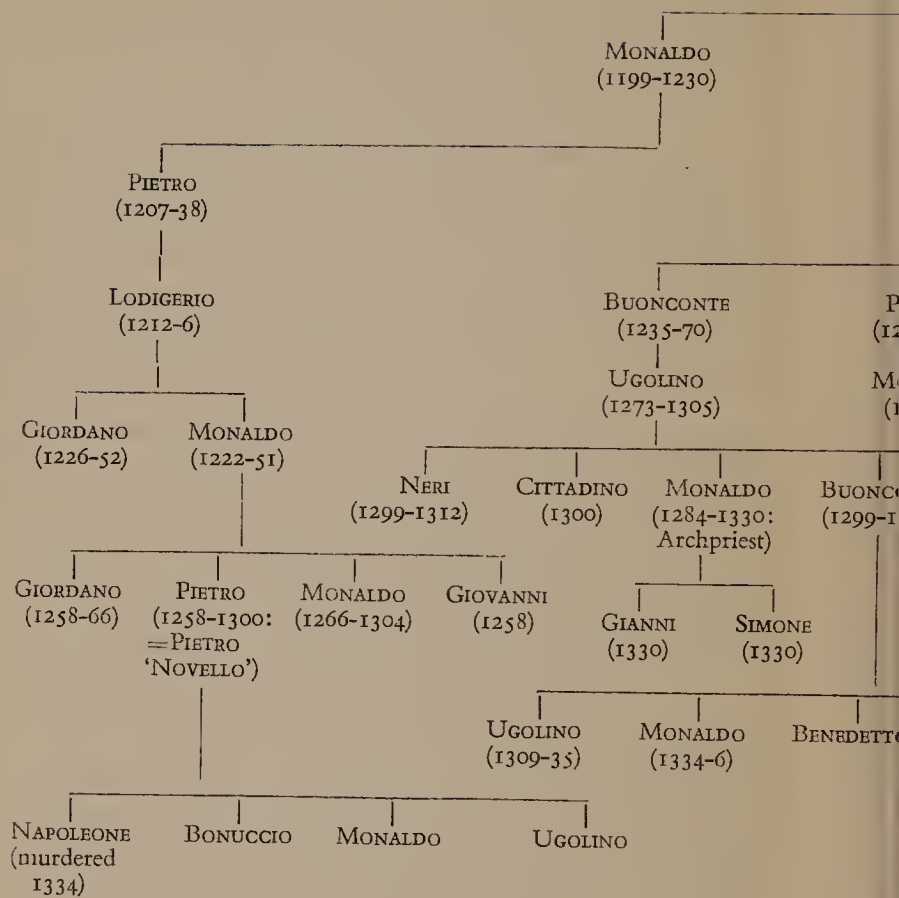 MONALDO
(1199-1230)
PIETRO
(1207-38)
LODIGERIO
(1212-6)
BUONCONTE
(1235-70)
UGOLINO
(1273-1305)
GIORDANO
(1226-52)
MONALDO
(1222-51)
NERI
(1299-1312)
CITTADINO
(1300)
MONALDO
(1284-1330:
Archpriest)
GIORDANO
(1258-66)
PIETRO
(1258-1300:
=PIETRO
'NOVELLO')
MONALDO
(1266-1304)
GIOVANNI
(1258)
GIANNI
(1330)
SIMONE
(1330)
UGOLINO
(1309-35)
MONALDO
(1334-6)
BENEDETTO
NAPOLEONE
(murdered
1334)
BONUCCIO
MONALDO
UGOLINO